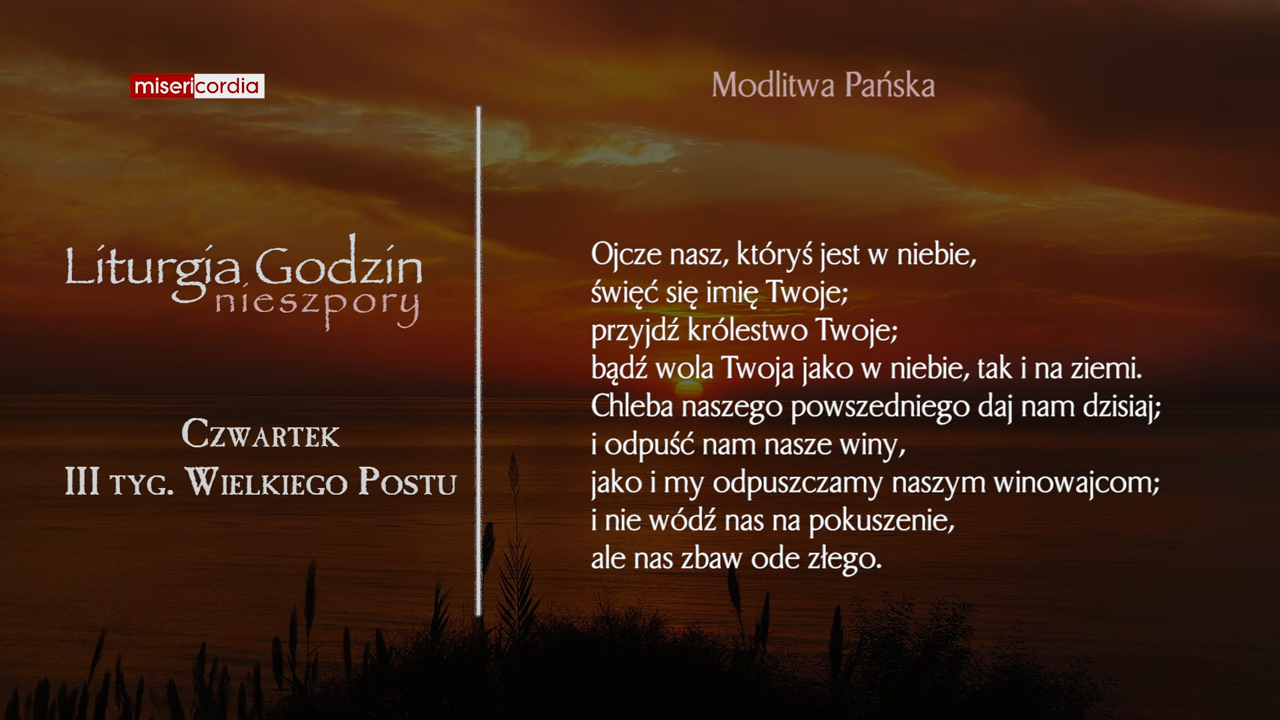 misericordia
Liturgia Godzin
nieszpory
Czwartek
III tyg. Wielkiego Postu
Modlitwa Pańska
Ojcze nasz, któryś jest w niebie,
święć się imię Twoje;
przyjdź królestwo Twoje;
bądź wola Twoja jako w niebie, tak i na ziemi.
Chleba naszego powszedniego daj nam dzisiaj;
i odpuść nam nasze winy,
jako i my odpuszczamy naszym winowajcom;
i nie wódź nas na pokuszenie,
ale nas zbaw ode złego.